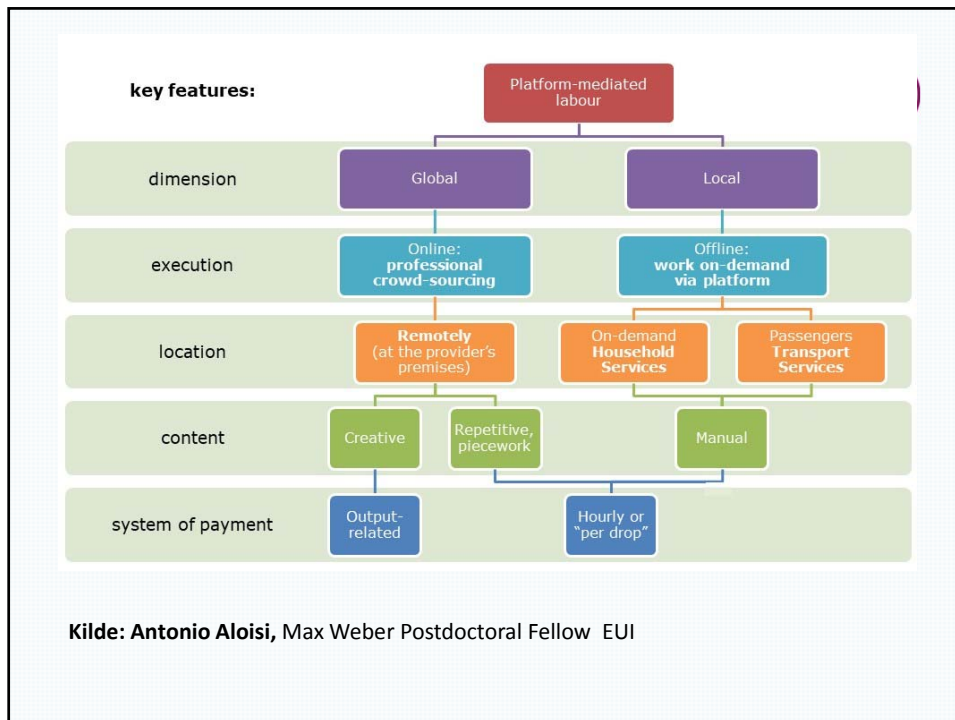 key features:
Platform-mediated
labour
dimension
Global
Local
execution
Online:
professional
crowd-sourcing
Offline:
work on-demand
via platform
location
Remotely
(at the provider's
premises)
On-demand
Household
Services
Passengers
Transport
Services
content
Creative
Repetitive,
piecework
Manual
system of payment
Output-
related
Hourly or
"per drop"
Kilde: Antonio Aloisi, Max Weber Postdoctoral Fellow EUI